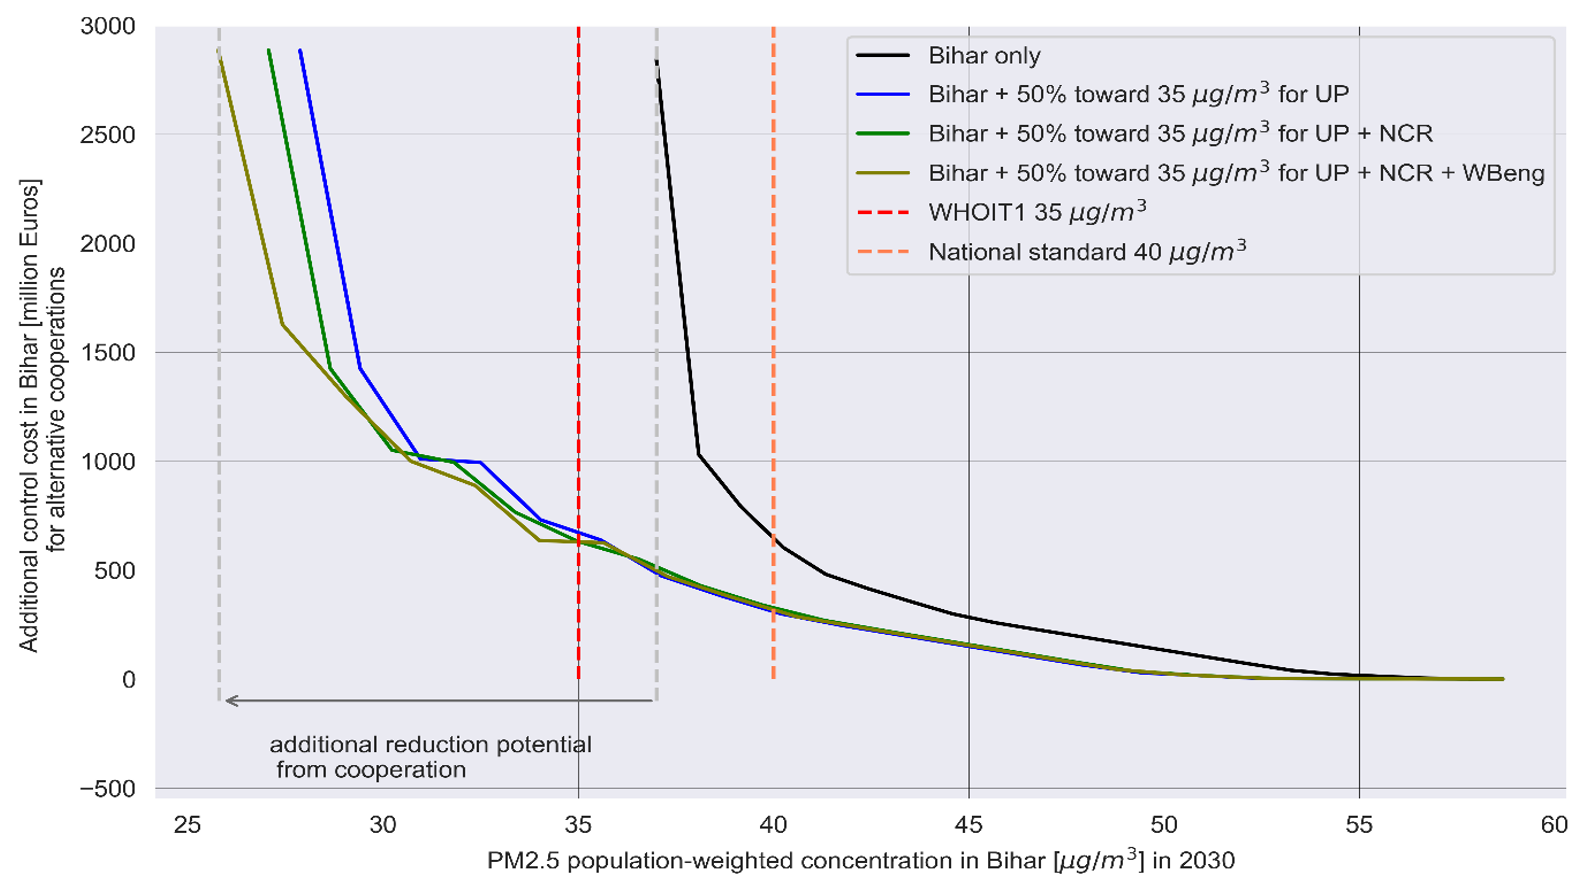 3000
2500
2000
1500
1000
500
0
−500
Additional control cost in Bihar [million Euros]
for alternative cooperations
Bihar only
Bihar + 50% toward 35 μg/m³ for UP
Bihar + 50% toward 35 μg/m³ for UP + NCR
Bihar + 50% toward 35 μg/m³ for UP + NCR + WBeng
WHOIT1 35 μg/m³
National standard 40 μg/m³
additional reduction potential
from cooperation
25 30 35 40 45 50 55 60
PM2.5 population-weighted concentration in Bihar [μg/m³] in 2030